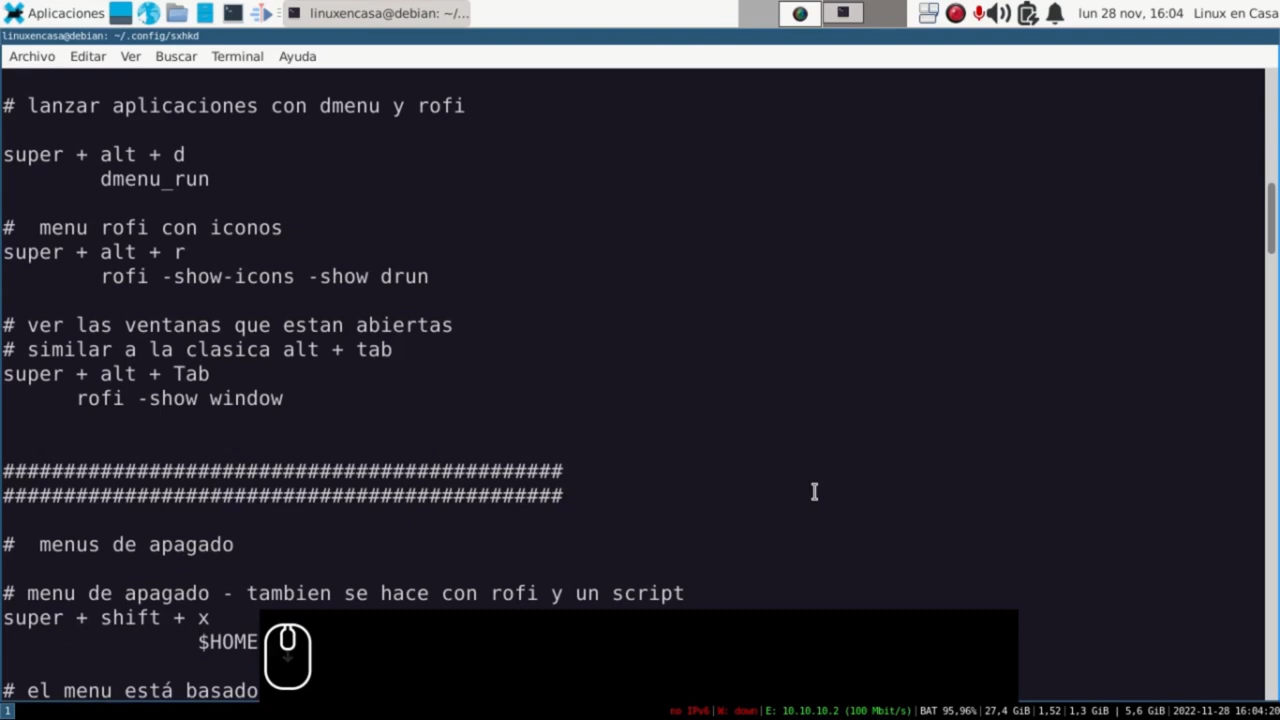 Aplicaciones linuxencasa@debian: ~/... lun 28 nov, 16:04 Linux en Casa
linuxencasa@debian: ~/.config/sxhkd
Archivo Editar Ver Buscar Terminal Ayuda
# lanzar aplicaciones con dmenu y rofi
super + alt + d
dmenu_run
#  menu rofi con iconos
super + alt + r
rofi -show-icons -show drun
# ver las ventanas que estan abiertas
# similar a la clasica alt + tab
super + alt + Tab
rofi -show window
##############################################
##############################################
#  menus de apagado
# menu de apagado - tambien se hace con rofi y un script
super + shift + x
$HOME
# el menu está basado
1 no IPv6|W: down|E: 10.10.10.2 (100 Mbit/s)|BAT 95,96%|27,4 GiB|1,52|1,3 GiB | 5,6 GiB|2022-11-28 16:04:20